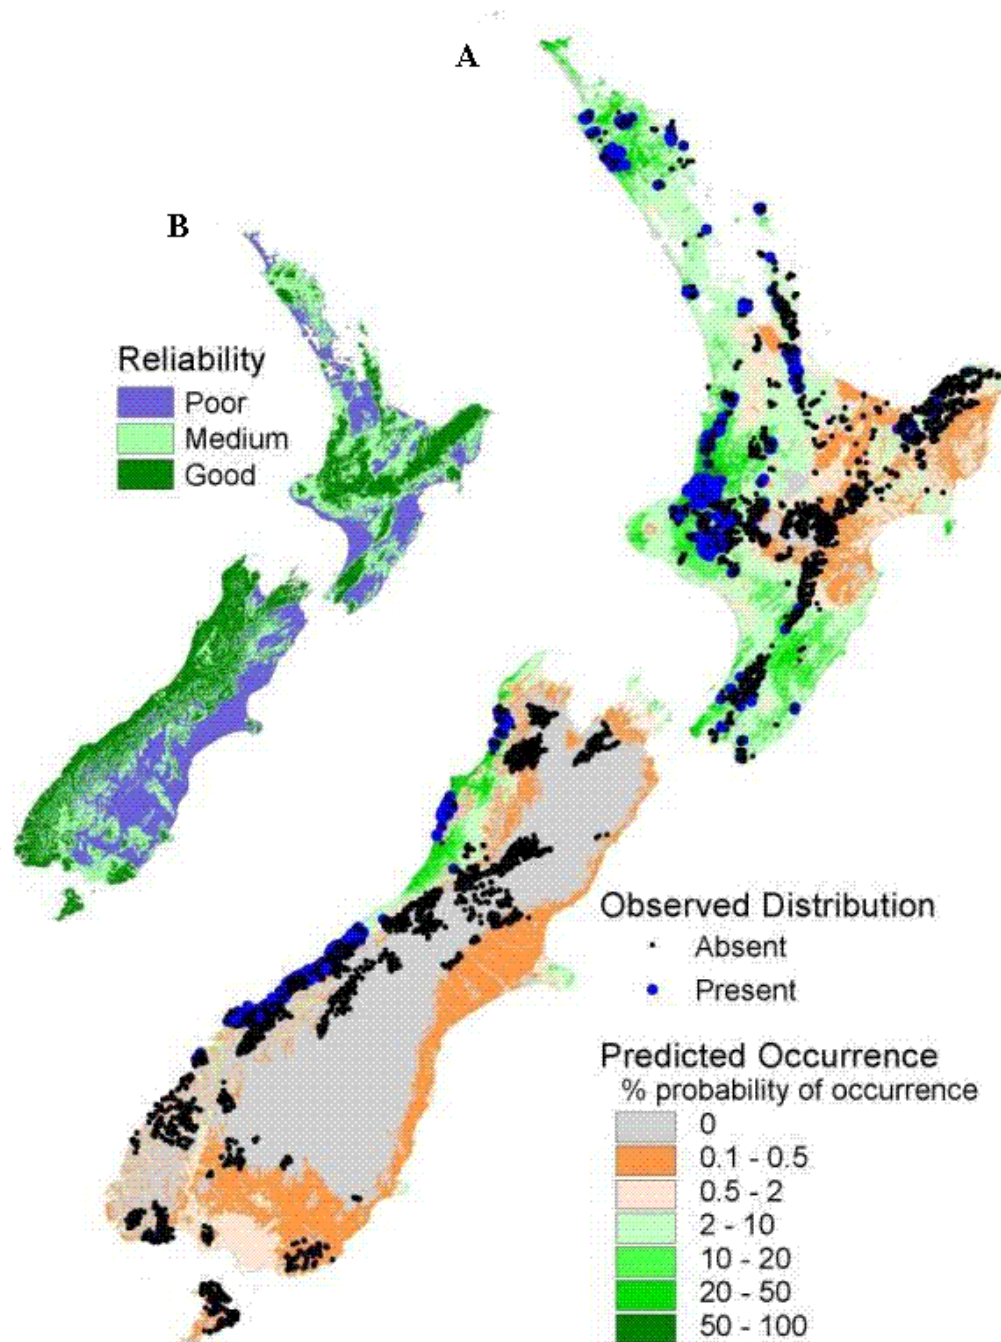 A
B
Reliability
Poor
Medium
Good
Observed Distribution
Absent
Present
Predicted Occurrence
% probability of occurrence
0
0.1 - 0.5
0.5 - 2
2 - 10
10 - 20
20 - 50
50 - 100